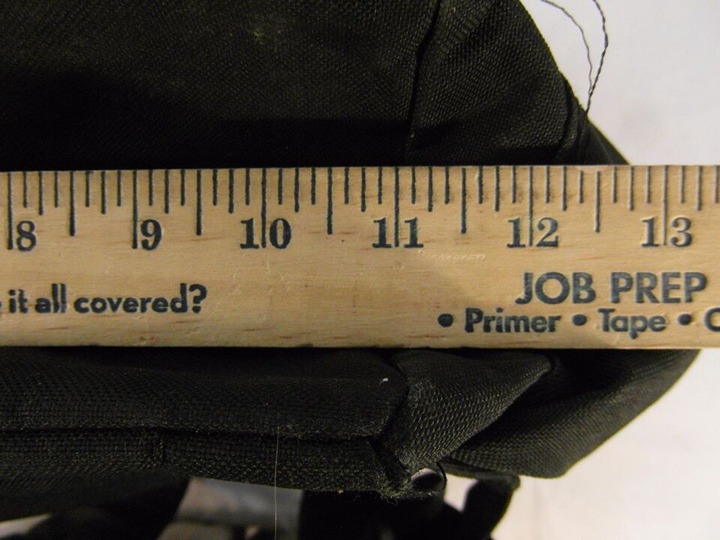 8 9 10 11 12 13
it all covered? JOB PREP
• Primer • Tape •